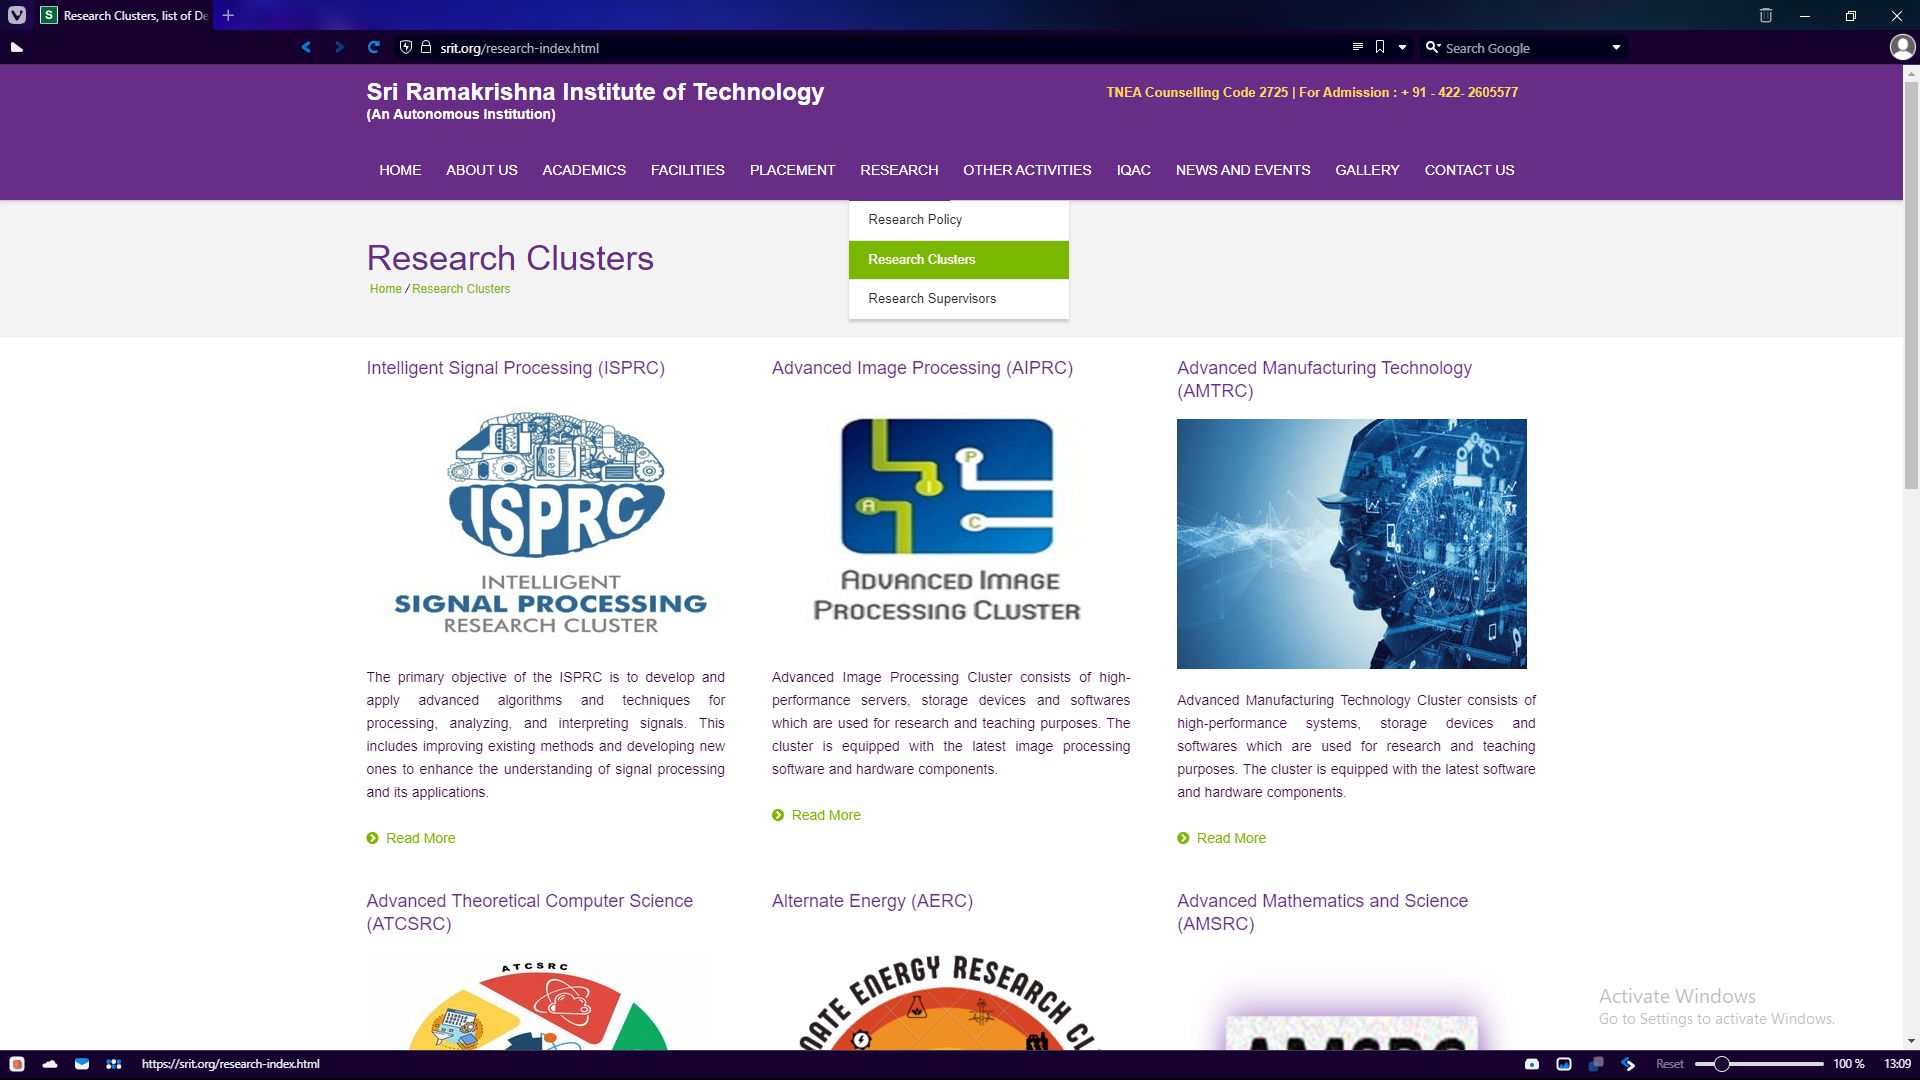 Research Clusters, list of De
srit.org/research-index.html
Search Google
Sri Ramakrishna Institute of Technology
(An Autonomous Institution)
TNEA Counselling Code 2725 | For Admission : + 91 - 422- 2605577
HOME ABOUT US ACADEMICS FACILITIES PLACEMENT RESEARCH OTHER ACTIVITIES IQAC NEWS AND EVENTS GALLERY CONTACT US
Research Policy
Research Clusters
Research Supervisors
Research Clusters
Home / Research Clusters
Intelligent Signal Processing (ISPRC)
ISPRC
INTELLIGENT
SIGNAL PROCESSING
RESEARCH CLUSTER
The primary objective of the ISPRC is to develop and
apply advanced algorithms and techniques for
processing, analyzing, and interpreting signals. This
includes improving existing methods and developing new
ones to enhance the understanding of signal processing
and its applications.
Read More
Advanced Image Processing (AIPRC)
P
I
A
C
ADVANCED IMAGE
PROCESSING CLUSTER
Advanced Image Processing Cluster consists of high-
performance servers, storage devices and softwares
which are used for research and teaching purposes. The
cluster is equipped with the latest image processing
software and hardware components.
Read More
Advanced Manufacturing Technology
(AMTRC)
Advanced Manufacturing Technology Cluster consists of
high-performance systems, storage devices and
softwares which are used for research and teaching
purposes. The cluster is equipped with the latest software
and hardware components.
Read More
Advanced Theoretical Computer Science
(ATCSRC)
ATCSRC
Alternate Energy (AERC)
NATE ENERGY RESEARCH CL
Advanced Mathematics and Science
(AMSRC)
AMSRC
Activate Windows
Go to Settings to activate Windows.
https://srit.org/research-index.html
Reset
100 %
13:09